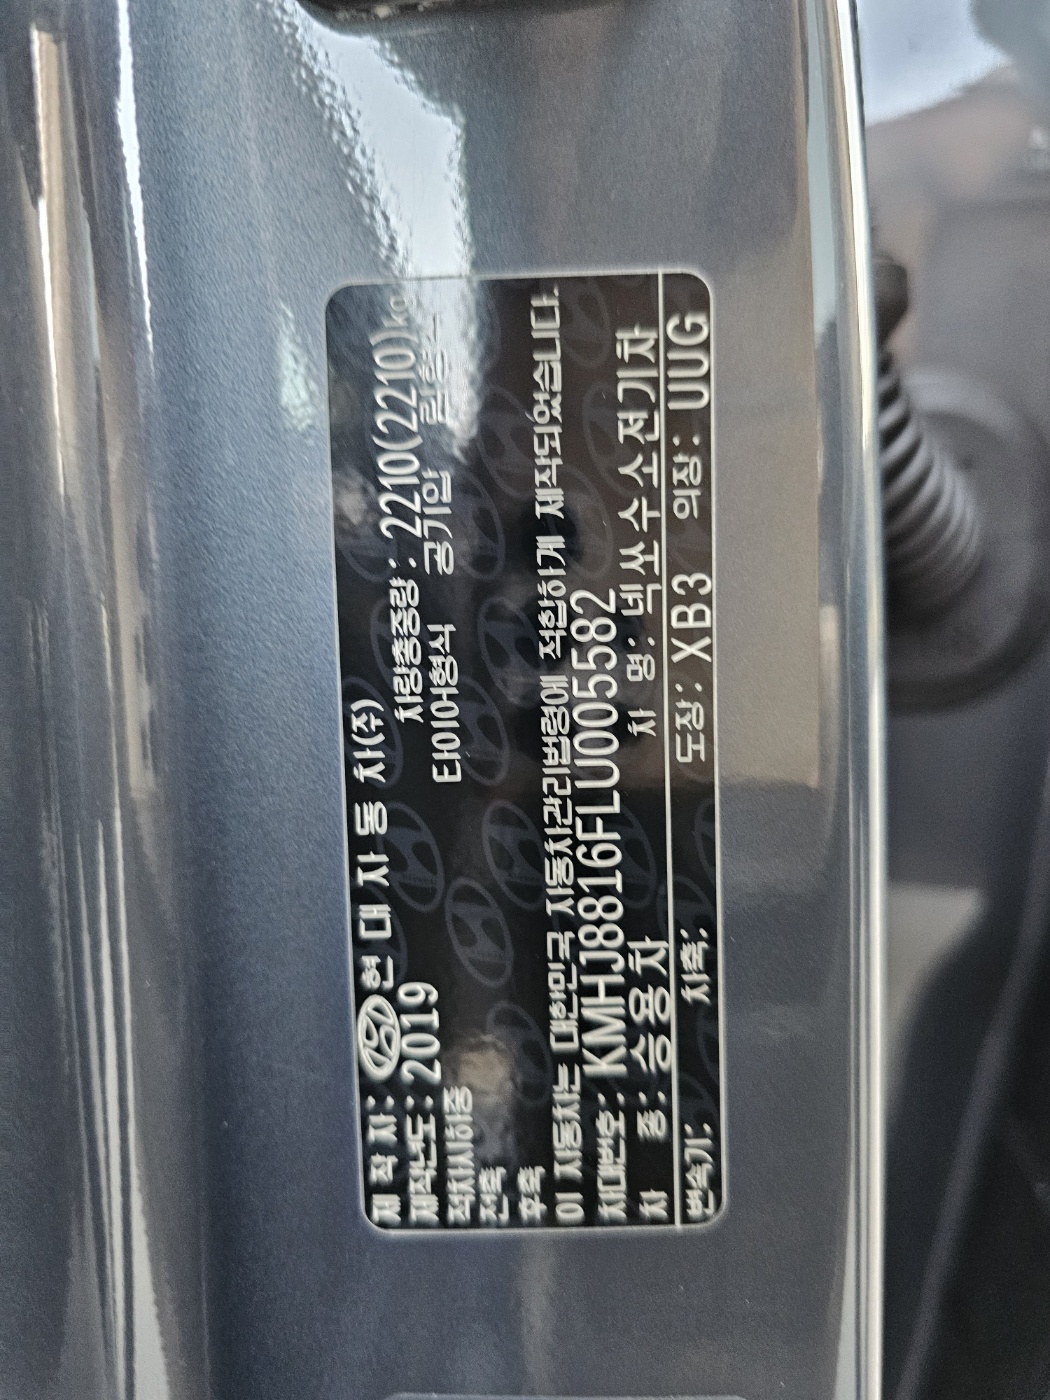 제 작 자: 현 대 자 동 차(주)
제작년도: 2019 차량총중량: 2210(2210)kg
적차시하중 타이어형식 공기압 림형식
전축
후축
이 자동차는 대한민국 자동차관리법령에 적합하게 제작되었습니다.
차대번호: KMHJ8816FLU005582
차 종: 승용차 차 명: 넥쏘수소전기차
변속기: 차축: 도장: XB3 의장: UUG